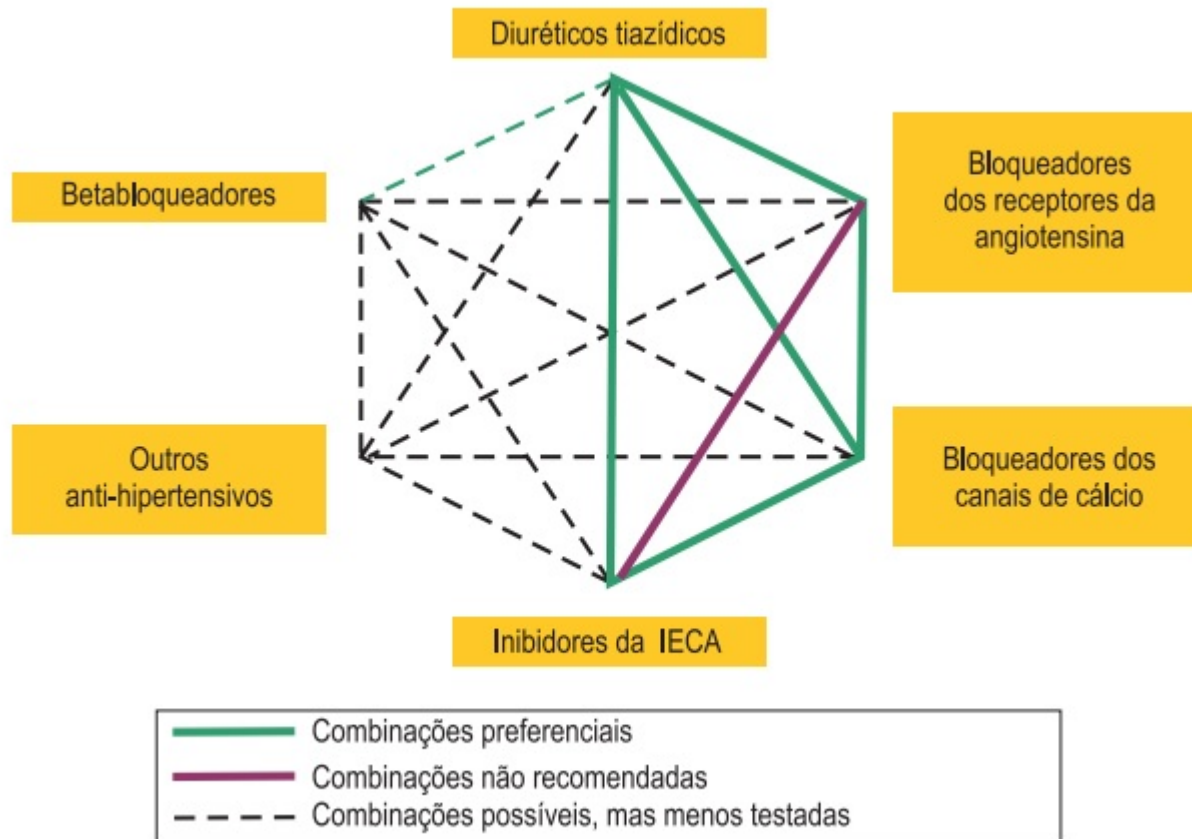 Diuréticos tiazídicos
Betabloqueadores
Bloqueadores
dos receptores da
angiotensina
Outros
anti-hipertensivos
Bloqueadores dos
canais de cálcio
Inibidores da IECA
Combinações preferenciais
Combinações não recomendadas
Combinações possíveis, mas menos testadas